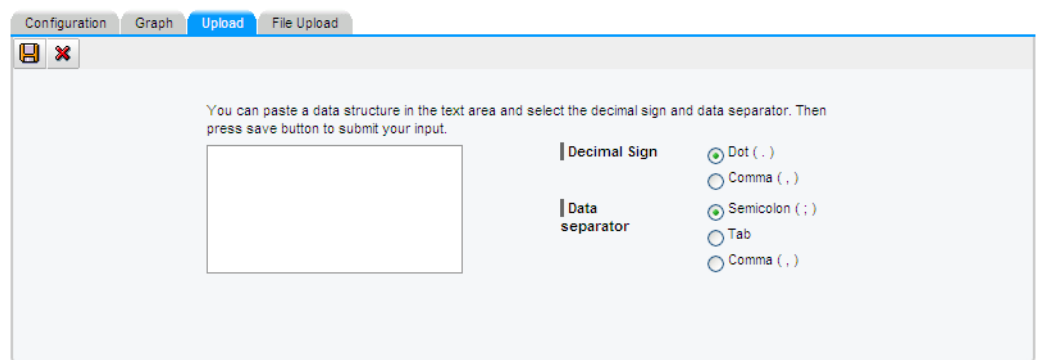 Configuration Graph Upload File Upload
You can paste a data structure in the text area and select the decimal sign and data separator. Then
press save button to submit your input.
Decimal Sign
Dot ( . )
Comma ( , )
Data
separator
Semicolon ( ; )
Tab
Comma ( , )